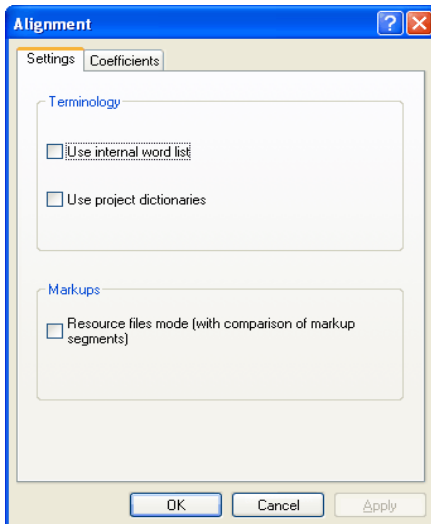 Alignment
Settings
Coefficients
Terminology
Use internal word list
Use project dictionaries
Markups
Resource files mode (with comparison of markup
segments)
OK
Cancel
Apply